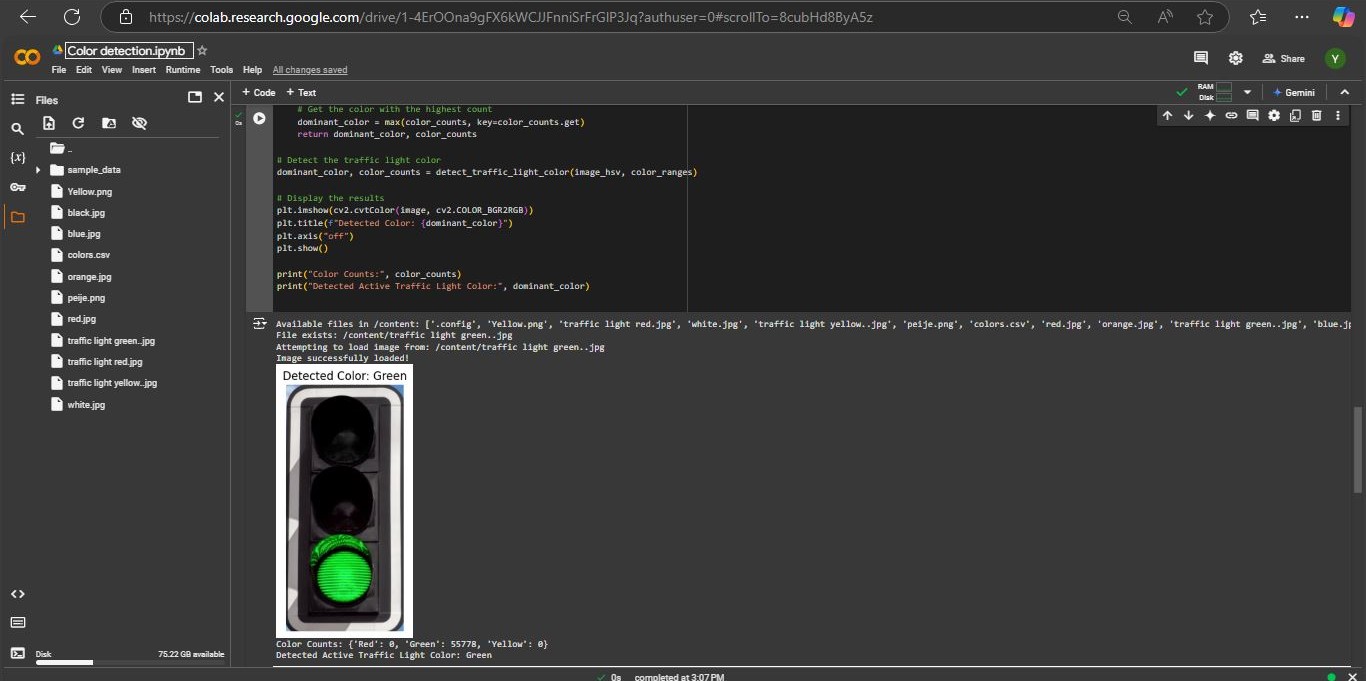 https://colab.research.google.com/drive/1-4ErOOna9gFX6kWCJJFnniSrFrGlP3Jq?authuser=0#scrollTo=8cubHd8ByA5z
Color detection.ipynb
File Edit View Insert Runtime Tools Help All changes saved
Share
Y
Files
+ Code + Text
RAM
Disk
Gemini
..
sample_data
Yellow.png
black.jpg
blue.jpg
colors.csv
orange.jpg
peije.png
red.jpg
traffic light green..jpg
traffic light red.jpg
traffic light yellow..jpg
white.jpg
Disk
75.22 GB available
0s
# Get the color with the highest count
dominant_color = max(color_counts, key=color_counts.get)
return dominant_color, color_counts
# Detect the traffic light color
dominant_color, color_counts = detect_traffic_light_color(image_hsv, color_ranges)
# Display the results
plt.imshow(cv2.cvtColor(image, cv2.COLOR_BGR2RGB))
plt.title(f"Detected Color: {dominant_color}")
plt.axis("off")
plt.show()
print("Color Counts:", color_counts)
print("Detected Active Traffic Light Color:", dominant_color)
Available files in /content: ['.config', 'Yellow.png', 'traffic light red.jpg', 'white.jpg', 'traffic light yellow..jpg', 'peije.png', 'colors.csv', 'red.jpg', 'orange.jpg', 'traffic light green..jpg', 'blue.jp
File exists: /content/traffic light green..jpg
Attempting to load image from: /content/traffic light green..jpg
Image successfully loaded!
Detected Color: Green
Color Counts: {'Red': 0, 'Green': 55778, 'Yellow': 0}
Detected Active Traffic Light Color: Green
0s completed at 3:07 PM